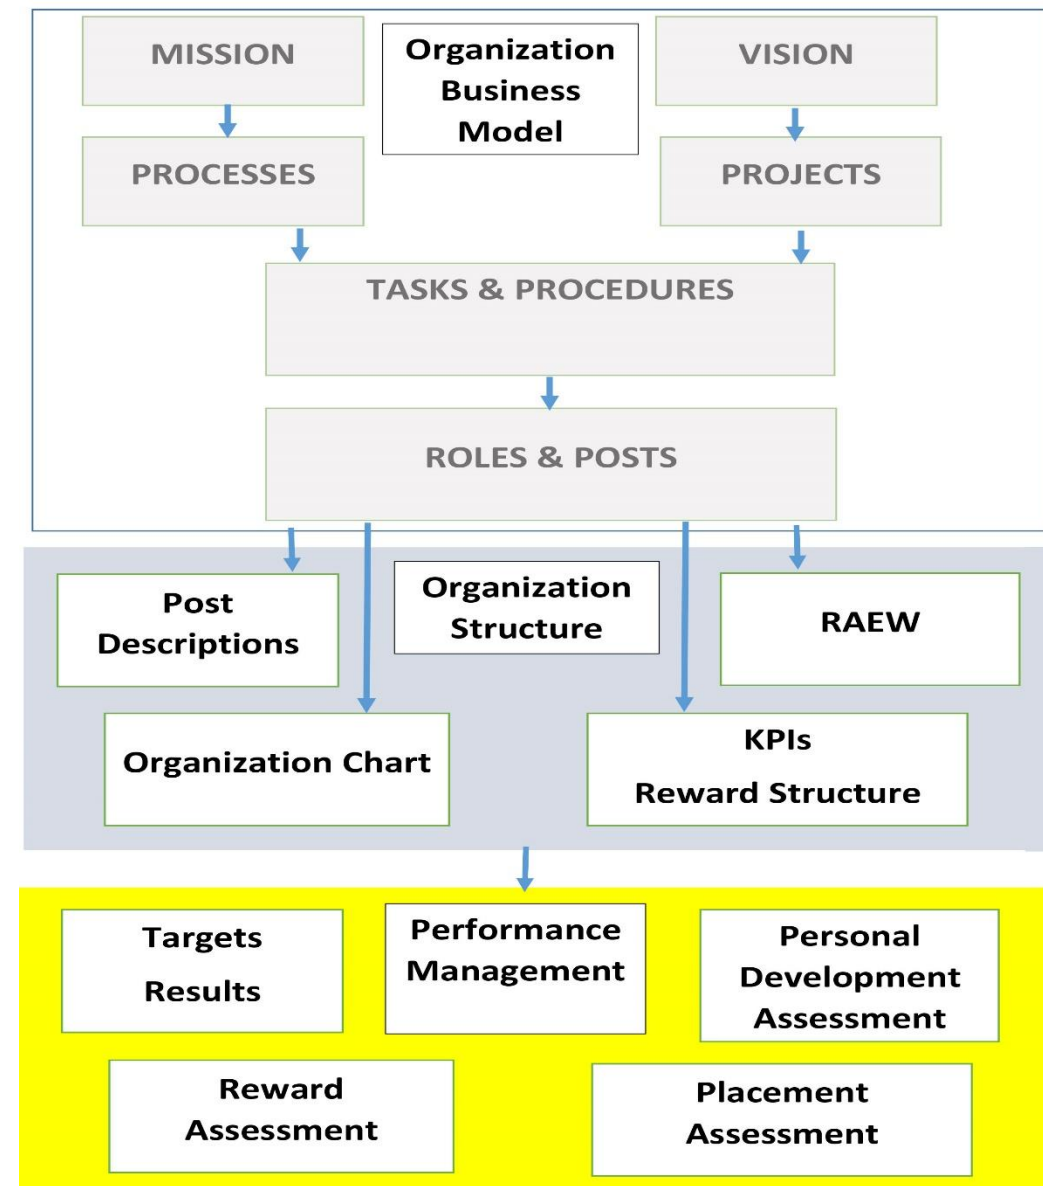 MISSION
Organization
Business
Model
VISION
PROCESSES
PROJECTS
TASKS & PROCEDURES
ROLES & POSTS
Post
Descriptions
Organization
Structure
RAEW
Organization Chart
KPIs
Reward Structure
Targets
Results
Performance
Management
Personal
Development
Assessment
Reward
Assessment
Placement
Assessment